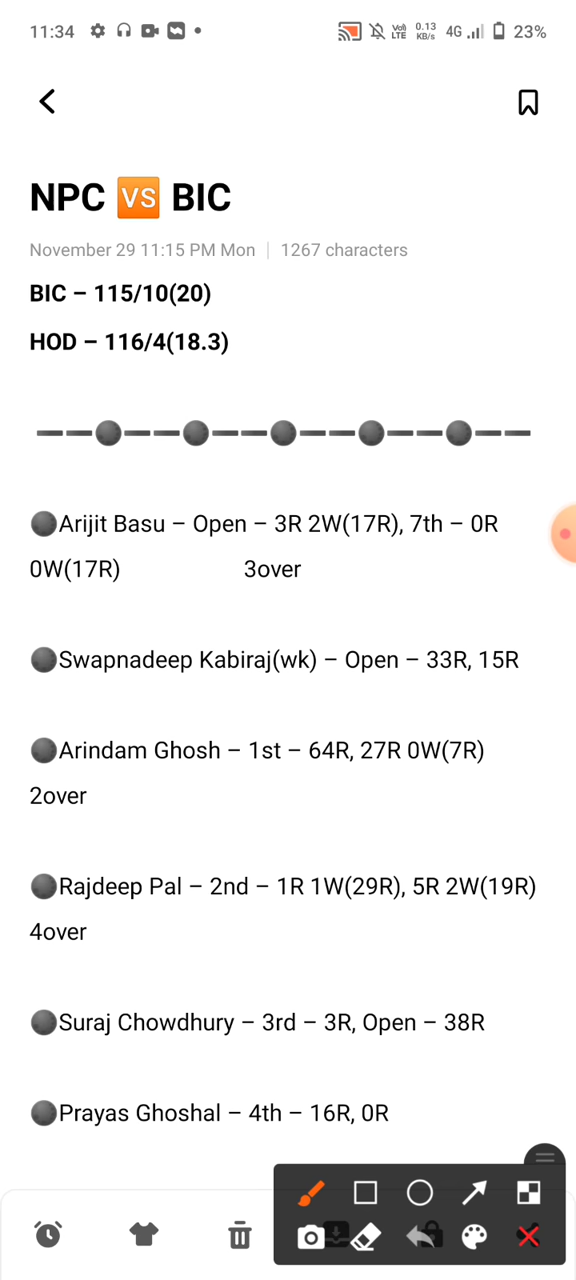 11:34 VoI LTE 0.13 KB/s 4G 23%
NPC 🆚 BIC
November 29 11:15 PM Mon | 1267 characters
BIC – 115/10(20)
HOD – 116/4(18.3)
——⚫——⚫——⚫——⚫——⚫——
⚫Arijit Basu – Open – 3R 2W(17R), 7th – 0R
0W(17R) 3over
⚫Swapnadeep Kabiraj(wk) – Open – 33R, 15R
⚫Arindam Ghosh – 1st – 64R, 27R 0W(7R)
2over
⚫Rajdeep Pal – 2nd – 1R 1W(29R), 5R 2W(19R)
4over
⚫Suraj Chowdhury – 3rd – 3R, Open – 38R
⚫Prayas Ghoshal – 4th – 16R, 0R